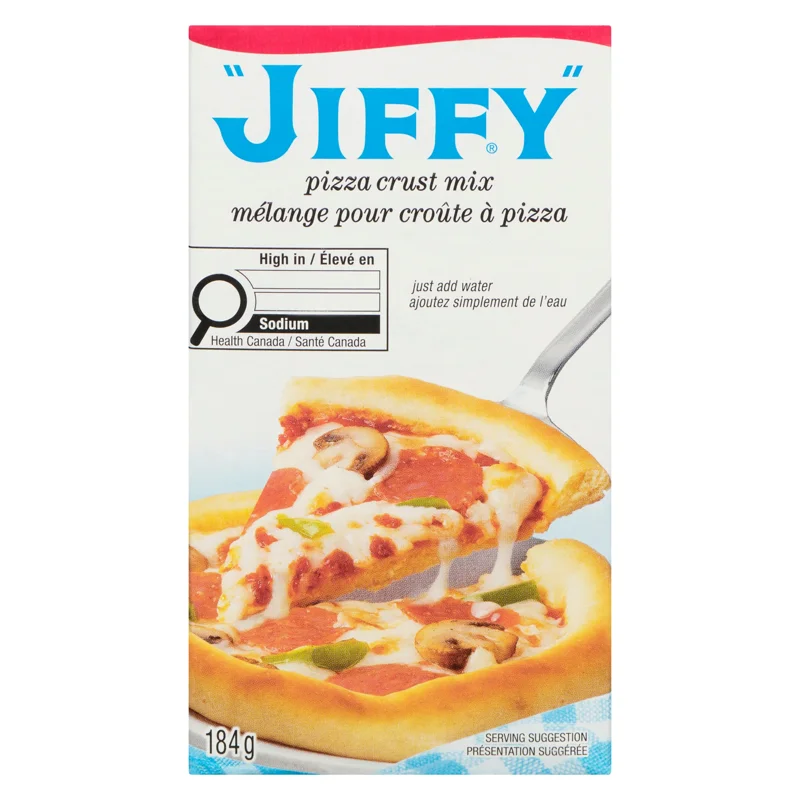 "JIFFY"®
pizza crust mix
mélange pour croûte à pizza
High in / Élevé en
Sodium
Health Canada / Santé Canada
just add water
ajoutez simplement de l'eau
184g
SERVING SUGGESTION
PRÉSENTATION SUGGÉRÉE